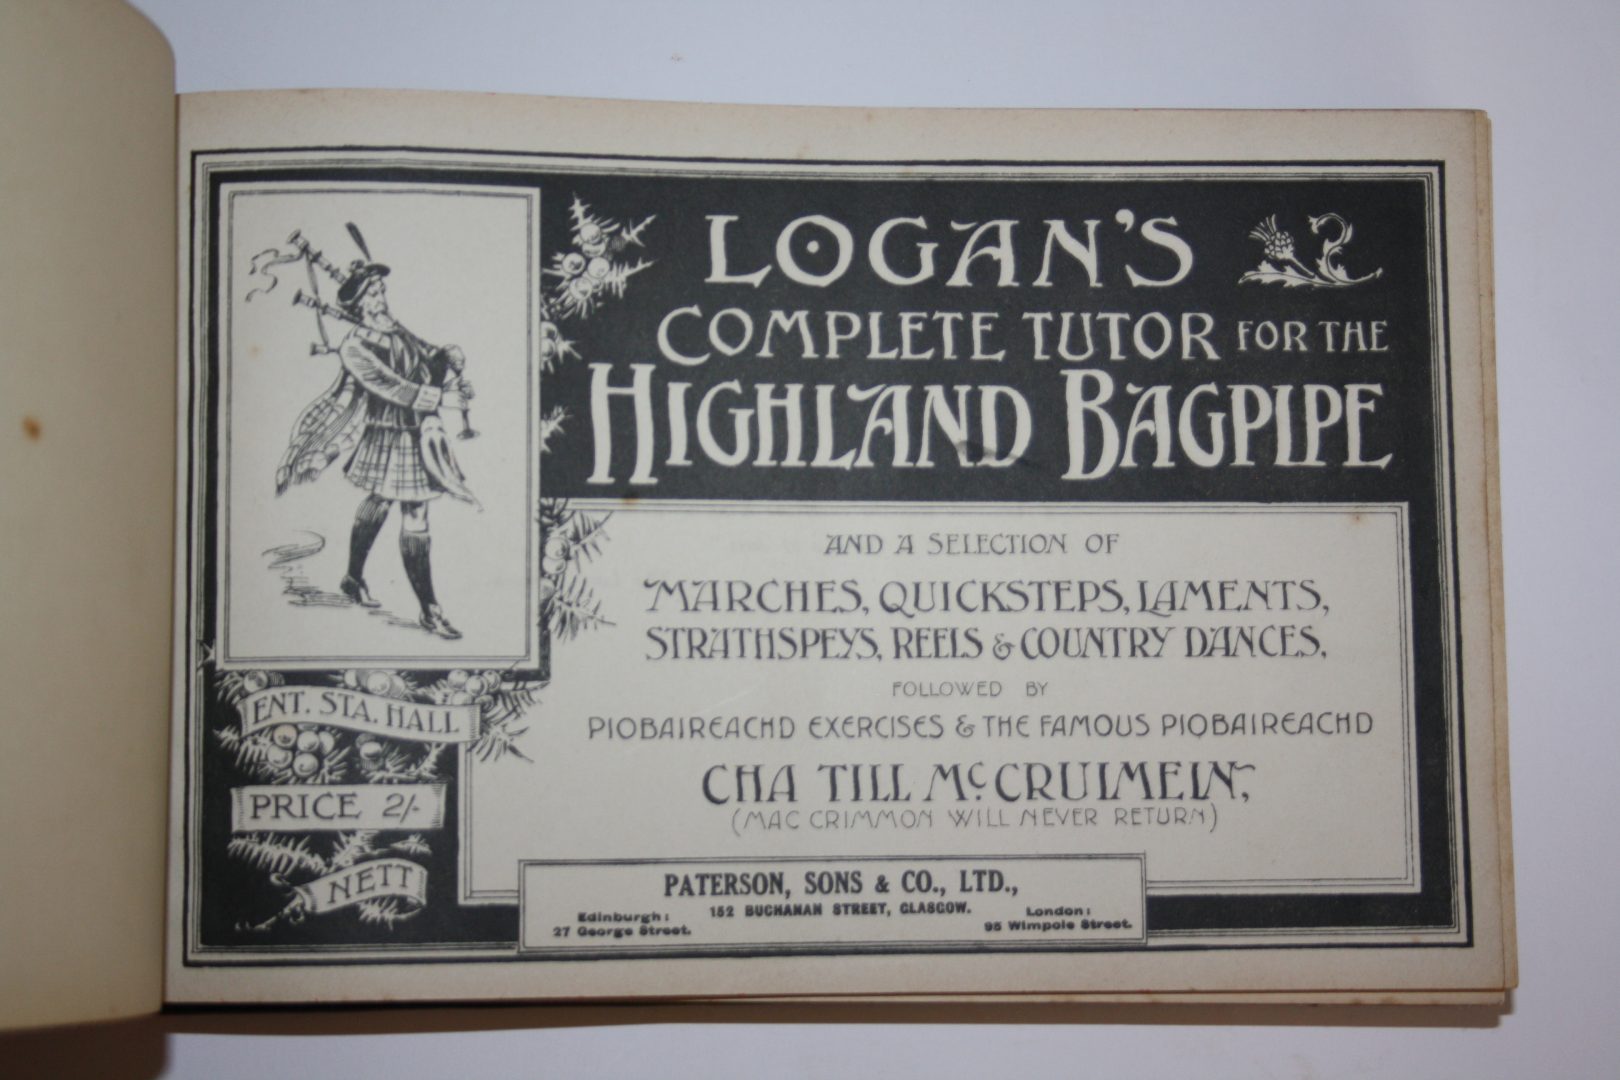 LOGAN'S
COMPLETE TUTOR FOR THE
HIGHLAND BAGPIPE
AND A SELECTION OF
MARCHES, QUICKSTEPS, LAMENTS,
STRATHSPEYS, REELS & COUNTRY DANCES,
FOLLOWED BY
PIOBAIREACHD EXERCISES & THE FAMOUS PIOBAIREACHD
CHA TILL McCRUIMEIN,
(MAC CRIMMON WILL NEVER RETURN)
ENT. STA. HALL
PRICE 2/-
NETT
PATERSON, SONS & CO., LTD.,
152 BUCHANAN STREET, GLASGOW.
Edinburgh:
27 George Street.
London:
95 Wimpole Street.